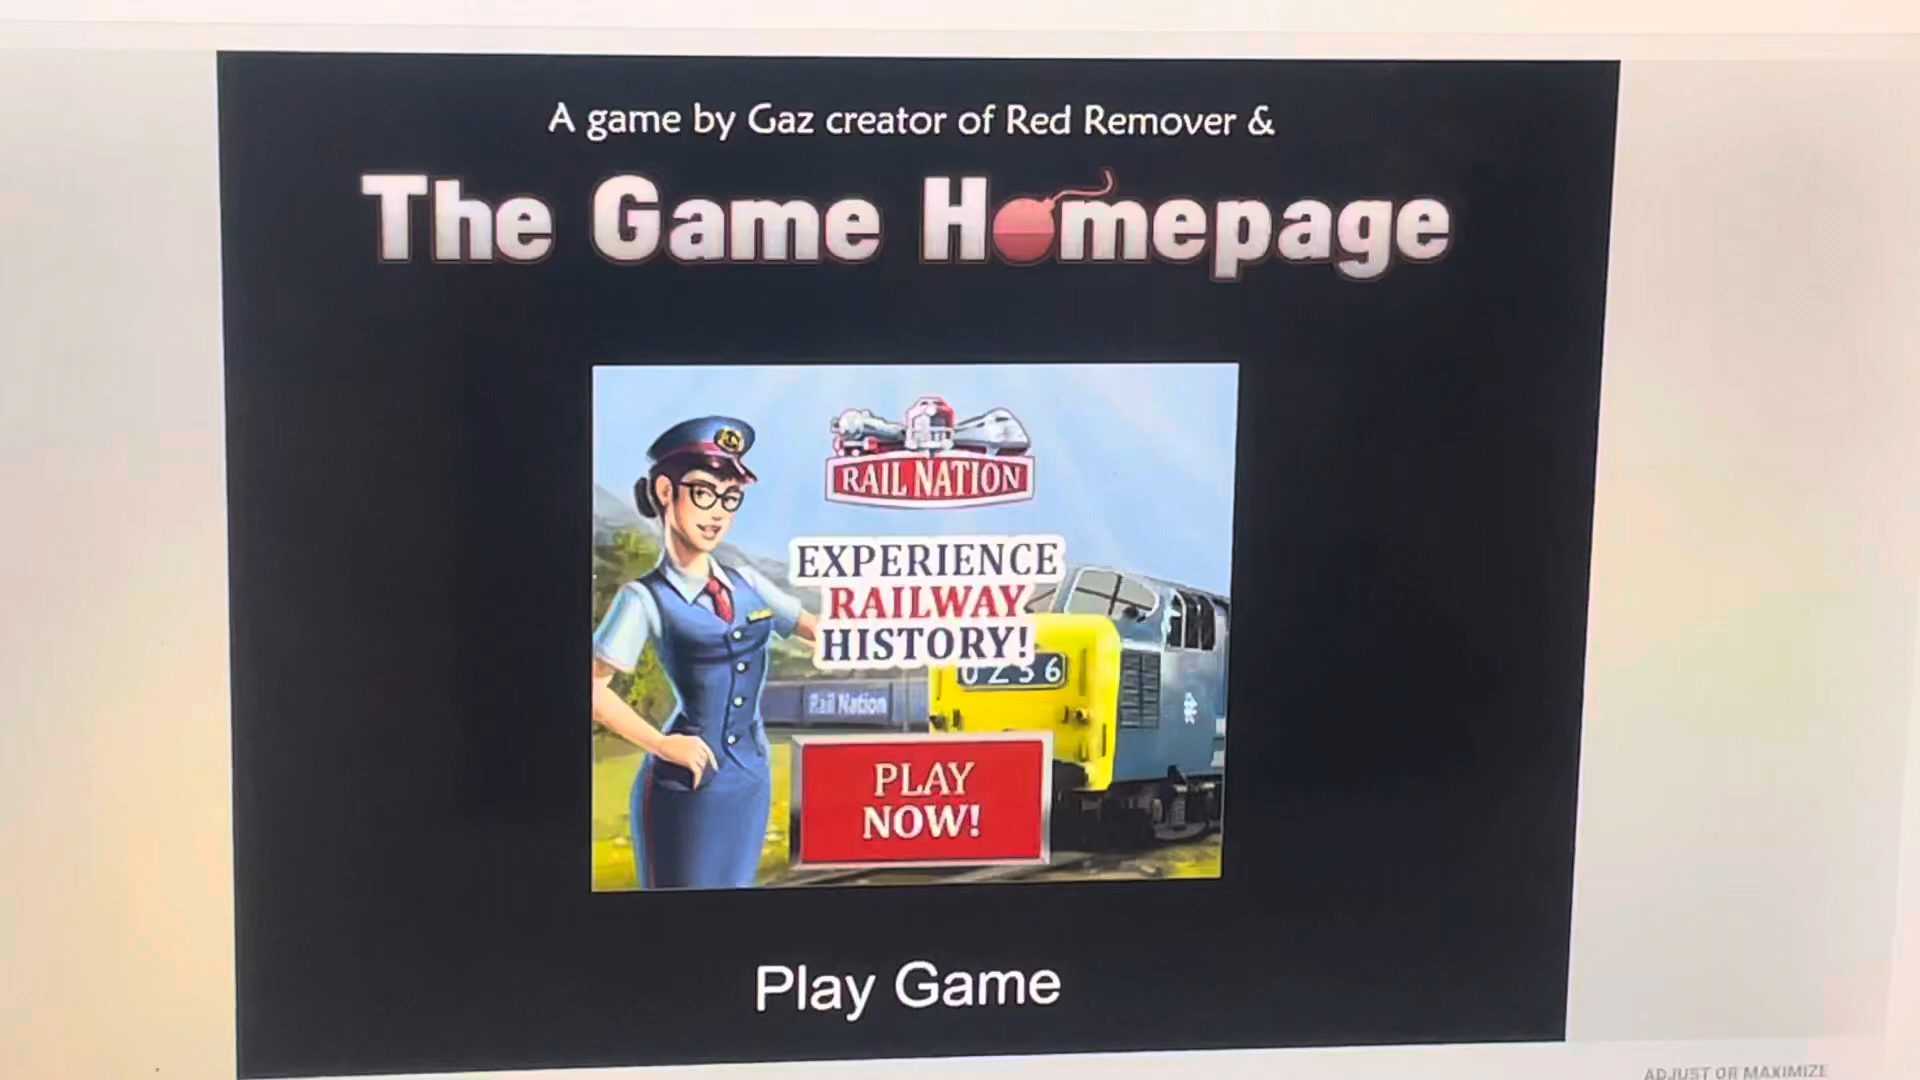 A game by Gaz creator of Red Remover &
The Game Homepage
RAIL NATION
EXPERIENCE
RAILWAY
HISTORY!
0256
Rail Nation
PLAY
NOW!
Play Game
ADJUST OR MAXIMIZE